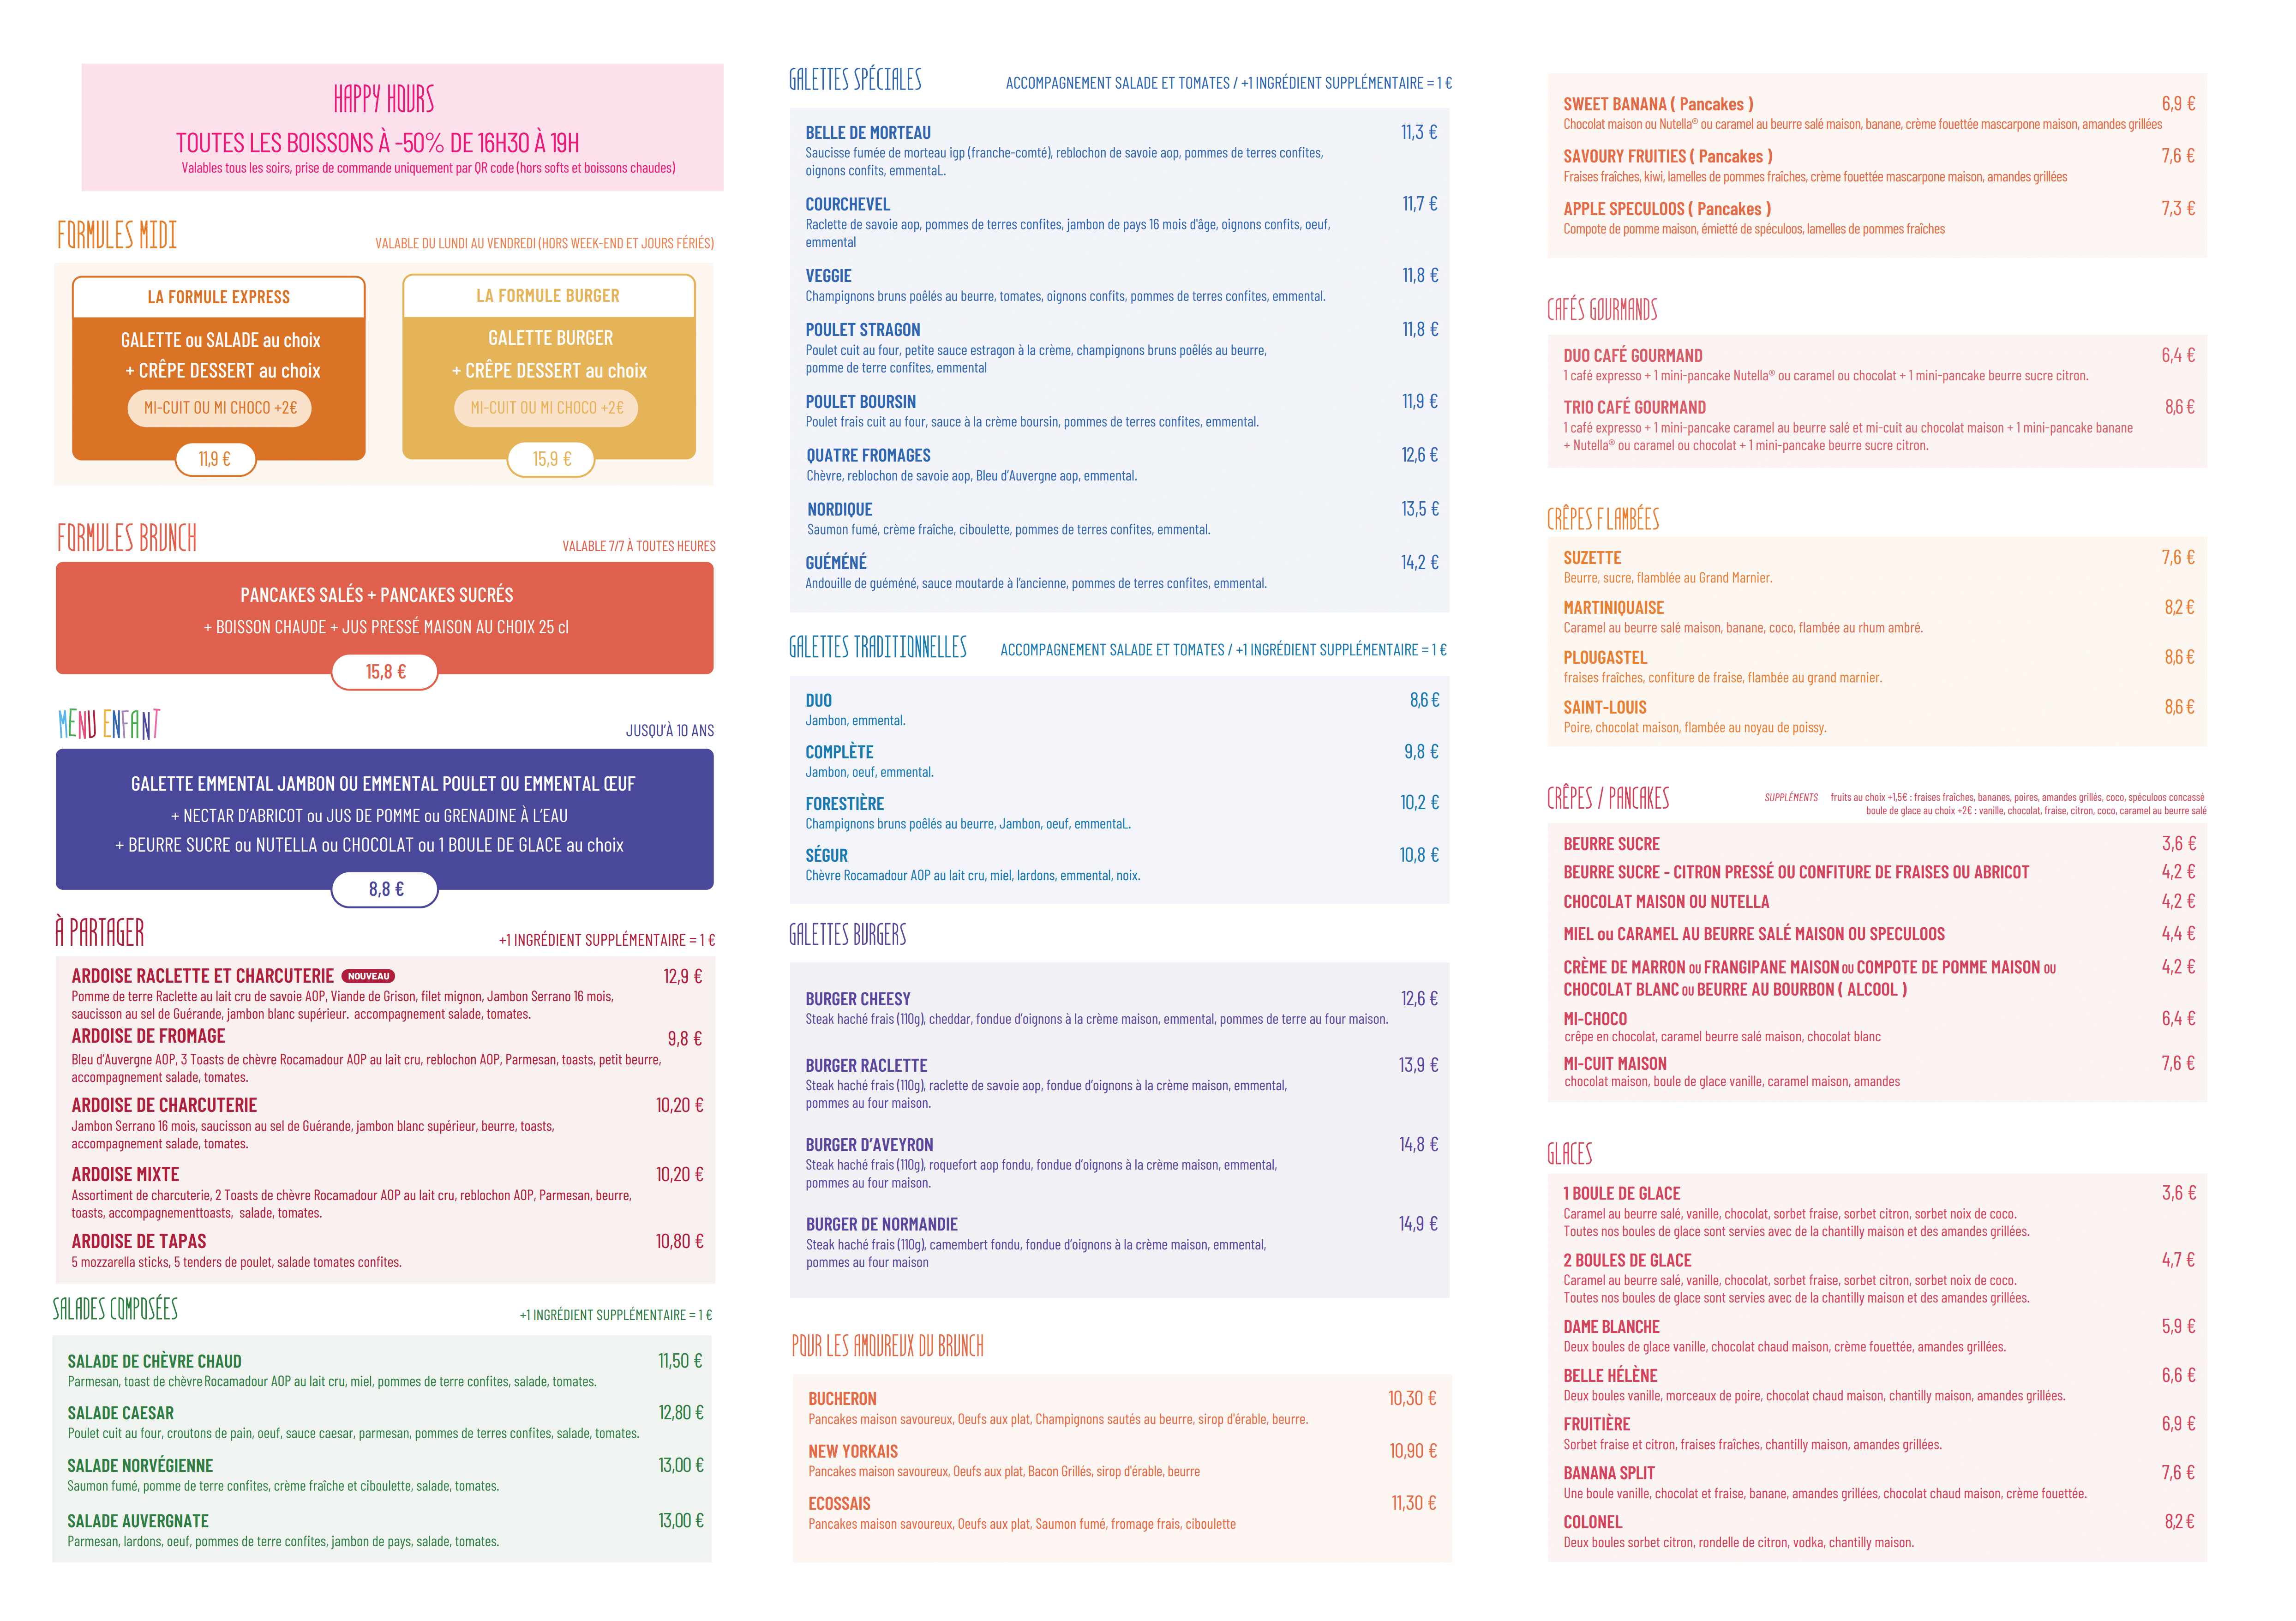 HAPPY HOURS
TOUTES LES BOISSONS À -50% DE 16H30 À 19H
Valables tous les soirs, prise de commande uniquement par QR code (hors softs et boissons chaudes)
FORMULES MIDI
VALABLE DU LUNDI AU VENDREDI (HORS WEEK-END ET JOURS FÉRIÉS)
LA FORMULE EXPRESS
GALETTE ou SALADE au choix
+ CRÊPE DESSERT au choix
MI-CUIT OU MI CHOCO +2€
11,9 €
LA FORMULE BURGER
GALETTE BURGER
+ CRÊPE DESSERT au choix
MI-CUIT OU MI CHOCO +2€
15,9 €
FORMULES BRUNCH
VALABLE 7/7 À TOUTES HEURES
PANCAKES SALÉS + PANCAKES SUCRÉS
+ BOISSON CHAUDE + JUS PRESSÉ MAISON AU CHOIX 25 cl
15,8 €
MENU ENFANT
JUSQU'À 10 ANS
GALETTE EMMENTAL JAMBON OU EMMENTAL POULET OU EMMENTAL ŒUF
+ NECTAR D'ABRICOT ou JUS DE POMME ou GRENADINE À L'EAU
+ BEURRE SUCRE ou NUTELLA ou CHOCOLAT ou 1 BOULE DE GLACE au choix
8,8 €
À PARTAGER
+1 INGRÉDIENT SUPPLÉMENTAIRE = 1 €
ARDOISE RACLETTE ET CHARCUTERIE NOUVEAU 12,9 €
Pomme de terre Raclette au lait cru de savoie AOP, Viande de Grison, filet mignon, Jambon Serrano 16 mois,
saucisson au sel de Guérande, jambon blanc supérieur. accompagnement salade, tomates.
ARDOISE DE FROMAGE 9,8 €
Bleu d'Auvergne AOP, 3 Toasts de chèvre Rocamadour AOP au lait cru, reblochon AOP, Parmesan, toasts, petit beurre,
accompagnement salade, tomates.
ARDOISE DE CHARCUTERIE 10,20 €
Jambon Serrano 16 mois, saucisson au sel de Guérande, jambon blanc supérieur, beurre, toasts,
accompagnement salade, tomates.
ARDOISE MIXTE 10,20 €
Assortiment de charcuterie, 2 Toasts de chèvre Rocamadour AOP au lait cru, reblochon AOP, Parmesan, beurre,
toasts, accompagnementtoasts, salade, tomates.
ARDOISE DE TAPAS 10,80 €
5 mozzarella sticks, 5 tenders de poulet, salade tomates confites.
SALADES COMPOSÉES
+1 INGRÉDIENT SUPPLÉMENTAIRE = 1 €
SALADE DE CHÈVRE CHAUD 11,50 €
Parmesan, toast de chèvre Rocamadour AOP au lait cru, miel, pommes de terre confites, salade, tomates.
SALADE CAESAR 12,80 €
Poulet cuit au four, croutons de pain, oeuf, sauce caesar, parmesan, pommes de terres confites, salade, tomates.
SALADE NORVÉGIENNE 13,00 €
Saumon fumé, pomme de terre confites, crème fraîche et ciboulette, salade, tomates.
SALADE AUVERGNATE 13,00 €
Parmesan, lardons, oeuf, pommes de terre confites, jambon de pays, salade, tomates.
GALETTES SPÉCIALES
ACCOMPAGNEMENT SALADE ET TOMATES / +1 INGRÉDIENT SUPPLÉMENTAIRE = 1 €
BELLE DE MORTEAU 11,3 €
Saucisse fumée de morteau igp (franche-comté), reblochon de savoie aop, pommes de terres confites,
oignons confits, emmentaL.
COURCHEVEL 11,7 €
Raclette de savoie aop, pommes de terres confites, jambon de pays 16 mois d'âge, oignons confits, oeuf,
emmental
VEGGIE 11,8 €
Champignons bruns poêlés au beurre, tomates, oignons confits, pommes de terres confites, emmental.
POULET STRAGON 11,8 €
Poulet cuit au four, petite sauce estragon à la crème, champignons bruns poêlés au beurre,
pomme de terre confites, emmental
POULET BOURSIN 11,9 €
Poulet frais cuit au four, sauce à la crème boursin, pommes de terres confites, emmental.
QUATRE FROMAGES 12,6 €
Chèvre, reblochon de savoie aop, Bleu d'Auvergne aop, emmental.
NORDIQUE 13,5 €
Saumon fumé, crème fraîche, ciboulette, pommes de terres confites, emmental.
GUÉMÉNÉ 14,2 €
Andouille de guéméné, sauce moutarde à l'ancienne, pommes de terres confites, emmental.
GALETTES TRADITIONNELLES
ACCOMPAGNEMENT SALADE ET TOMATES / +1 INGRÉDIENT SUPPLÉMENTAIRE = 1 €
DUO 8,6 €
Jambon, emmental.
COMPLÈTE 9,8 €
Jambon, oeuf, emmental.
FORESTIÈRE 10,2 €
Champignons bruns poêlés au beurre, Jambon, oeuf, emmentaL.
SÉGUR 10,8 €
Chèvre Rocamadour AOP au lait cru, miel, lardons, emmental, noix.
GALETTES BURGERS
BURGER CHEESY 12,6 €
Steak haché frais (110g), cheddar, fondue d'oignons à la crème maison, emmental, pommes de terre au four maison.
BURGER RACLETTE 13,9 €
Steak haché frais (110g), raclette de savoie aop, fondue d'oignons à la crème maison, emmental,
pommes au four maison.
BURGER D'AVEYRON 14,8 €
Steak haché frais (110g), roquefort aop fondu, fondue d'oignons à la crème maison, emmental,
pommes au four maison.
BURGER DE NORMANDIE 14,9 €
Steak haché frais (110g), camembert fondu, fondue d'oignons à la crème maison, emmental,
pommes au four maison
POUR LES AMOUREUX DU BRUNCH
BUCHERON 10,30 €
Pancakes maison savoureux, Oeufs aux plat, Champignons sautés au beurre, sirop d'érable, beurre.
NEW YORKAIS 10,90 €
Pancakes maison savoureux, Oeufs aux plat, Bacon Grillés, sirop d'érable, beurre
ECOSSAIS 11,30 €
Pancakes maison savoureux, Oeufs aux plat, Saumon fumé, fromage frais, ciboulette
SWEET BANANA ( Pancakes ) 6,9 €
Chocolat maison ou Nutella® ou caramel au beurre salé maison, banane, crème fouettée mascarpone maison, amandes grillées
SAVOURY FRUITIES ( Pancakes ) 7,6 €
Fraises fraîches, kiwi, lamelles de pommes fraîches, crème fouettée mascarpone maison, amandes grillées
APPLE SPECULOOS ( Pancakes ) 7,3 €
Compote de pomme maison, émietté de spéculoos, lamelles de pommes fraîches
CAFÉS GOURMANDS
DUO CAFÉ GOURMAND 6,4 €
1 café expresso + 1 mini-pancake Nutella® ou caramel ou chocolat + 1 mini-pancake beurre sucre citron.
TRIO CAFÉ GOURMAND 8,6 €
1 café expresso + 1 mini-pancake caramel au beurre salé et mi-cuit au chocolat maison + 1 mini-pancake banane
+ Nutella® ou caramel ou chocolat + 1 mini-pancake beurre sucre citron.
CRÊPES FLAMBÉES
SUZETTE 7,6 €
Beurre, sucre, flamblée au Grand Marnier.
MARTINIQUAISE 8,2 €
Caramel au beurre salé maison, banane, coco, flambée au rhum ambré.
PLOUGASTEL 8,6 €
fraises fraîches, confiture de fraise, flambée au grand marnier.
SAINT-LOUIS 8,6 €
Poire, chocolat maison, flambée au noyau de poissy.
CRÊPES / PANCAKES
SUPPLÉMENTS fruits au choix +1,5€ : fraises fraîches, bananes, poires, amandes grillés, coco, spéculoos concassé
boule de glace au choix +2€ : vanille, chocolat, fraise, citron, coco, caramel au beurre salé
BEURRE SUCRE 3,6 €
BEURRE SUCRE - CITRON PRESSÉ OU CONFITURE DE FRAISES OU ABRICOT 4,2 €
CHOCOLAT MAISON OU NUTELLA 4,2 €
MIEL ou CARAMEL AU BEURRE SALÉ MAISON OU SPECULOOS 4,4 €
CRÈME DE MARRON OU FRANGIPANE MAISON OU COMPOTE DE POMME MAISON OU 4,2 €
CHOCOLAT BLANC OU BEURRE AU BOURBON ( ALCOOL )
MI-CHOCO 6,4 €
crêpe en chocolat, caramel beurre salé maison, chocolat blanc
MI-CUIT MAISON 7,6 €
chocolat maison, boule de glace vanille, caramel maison, amandes
GLACES
1 BOULE DE GLACE 3,6 €
Caramel au beurre salé, vanille, chocolat, sorbet fraise, sorbet citron, sorbet noix de coco.
Toutes nos boules de glace sont servies avec de la chantilly maison et des amandes grillées.
2 BOULES DE GLACE 4,7 €
Caramel au beurre salé, vanille, chocolat, sorbet fraise, sorbet citron, sorbet noix de coco.
Toutes nos boules de glace sont servies avec de la chantilly maison et des amandes grillées.
DAME BLANCHE 5,9 €
Deux boules de glace vanille, chocolat chaud maison, crème fouettée, amandes grillées.
BELLE HÉLÈNE 6,6 €
Deux boules vanille, morceaux de poire, chocolat chaud maison, chantilly maison, amandes grillées.
FRUITIÈRE 6,9 €
Sorbet fraise et citron, fraises fraîches, chantilly maison, amandes grillées.
BANANA SPLIT 7,6 €
Une boule vanille, chocolat et fraise, banane, amandes grillées, chocolat chaud maison, crème fouettée.
COLONEL 8,2 €
Deux boules sorbet citron, rondelle de citron, vodka, chantilly maison.